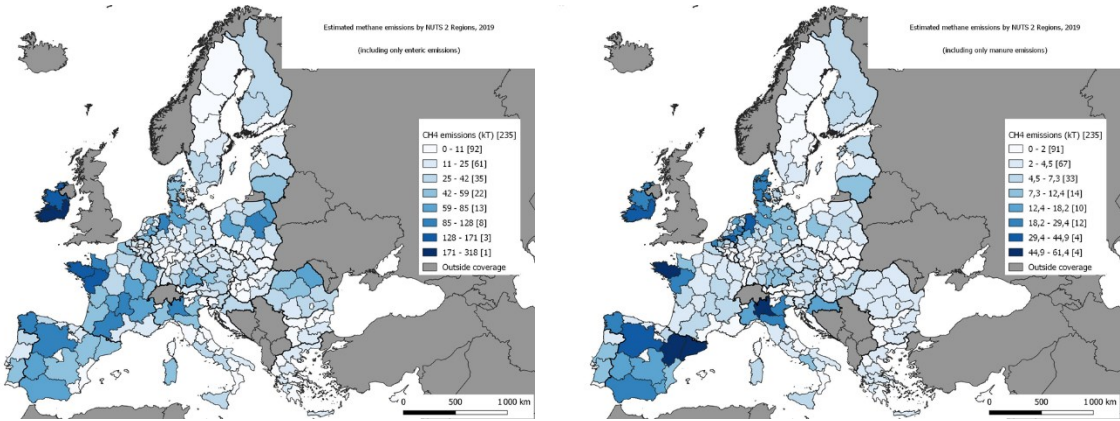 Estimated methane emissions by NUTS 2 Regions, 2019
(including only enteric emissions)
CH4 emissions (kT) [235]
0 - 11 [92]
11 - 25 [61]
25 - 42 [35]
42 - 59 [22]
59 - 85 [13]
85 - 128 [8]
128 - 171 [3]
171 - 318 [1]
Outside coverage
0 500 1 000 km
Estimated methane emissions by NUTS 2 Regions, 2019
(including only manure emissions)
CH4 emissions (kT) [235]
0 - 2 [91]
2 - 4,5 [67]
4,5 - 7,3 [33]
7,3 - 12,4 [14]
12,4 - 18,2 [10]
18,2 - 29,4 [12]
29,4 - 44,9 [4]
44,9 - 61,4 [4]
Outside coverage
0 500 1 000 km